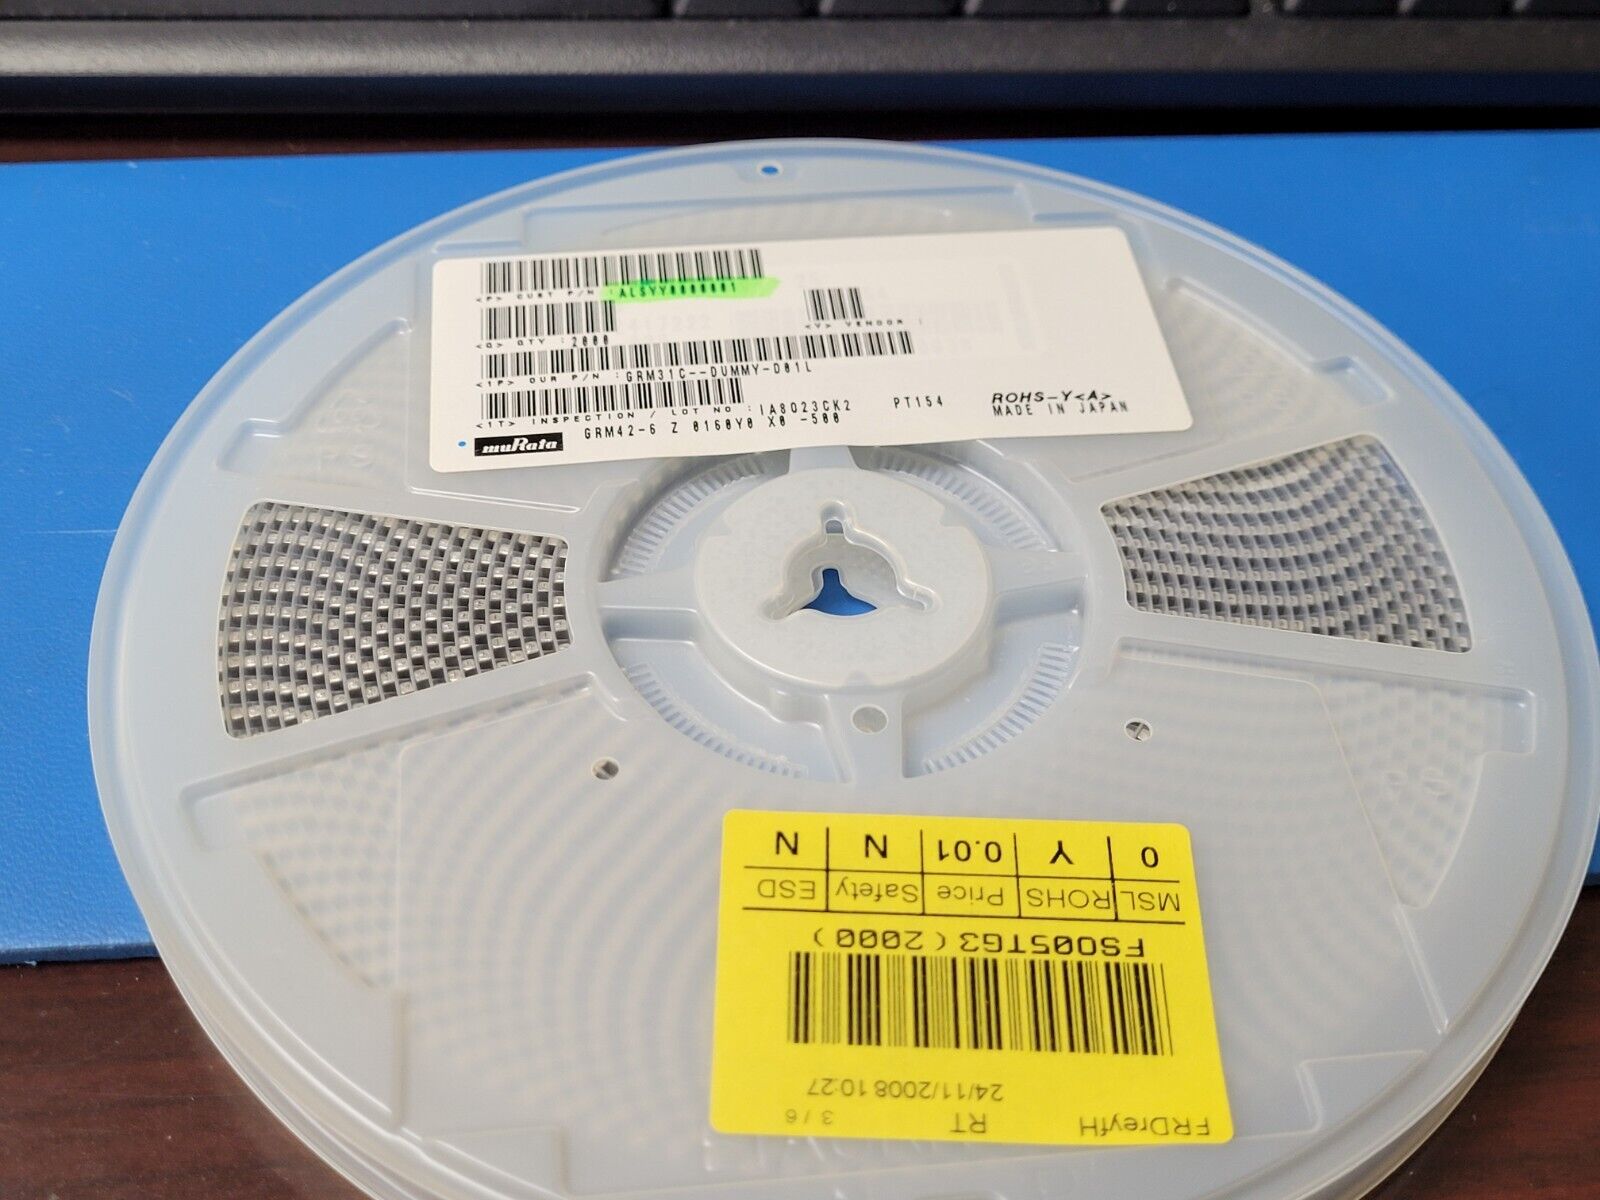 <P> CUST P/N :ALSYY0000001
<Q> QTY :2000
<V> VENDOR :
<1P> OUR P/N :GRM31C--DUMMY-D01L
<1T> INSPECTION / LOT NO :IA8023CK2 PT154
ROHS-Y<A>
MADE IN JAPAN
muRata GRM42-6 Z 0160Y0 X0 -500
FRDreyfH RT 3 / 6
24/11/2008 10:27
FSO05TG3 ( 2000 )
MSL ROHS Price Safety ESD
0 Y 0.01 N N